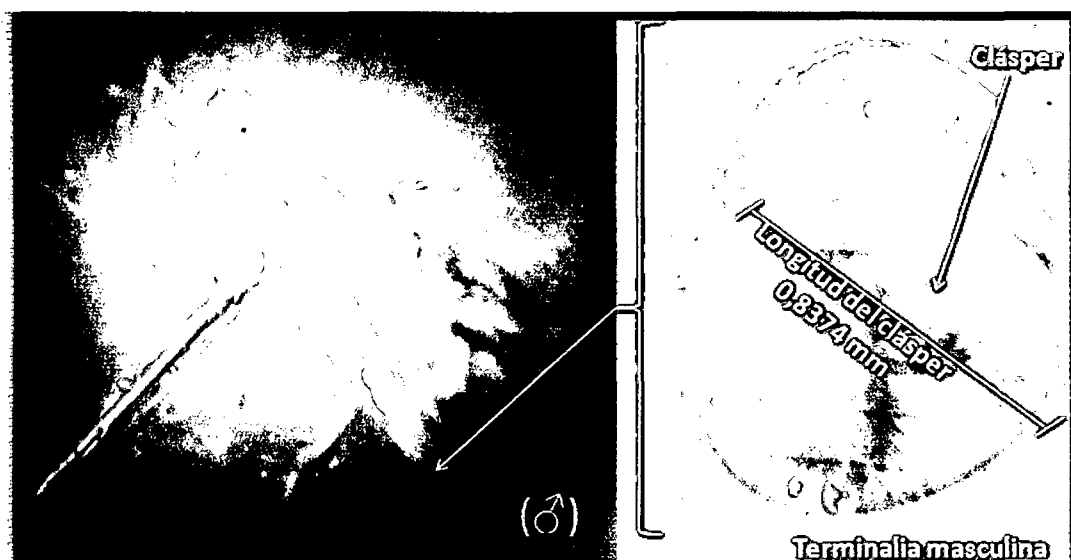 Clásper
Longitud del clásper
0,8374 mm
(♂)
Terminalia masculina